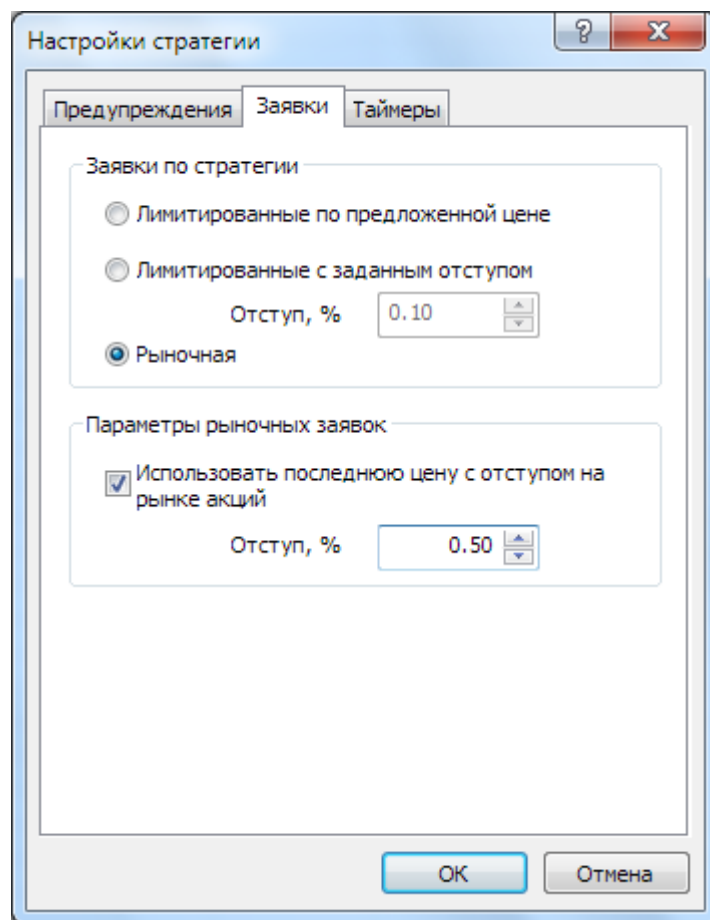 Настройки стратегии
Предупреждения Заявки Таймеры
Заявки по стратегии
Лимитированные по предложенной цене
Лимитированные с заданным отступом
Отступ, % 0.10
Рыночная
Параметры рыночных заявок
Использовать последнюю цену с отступом на
рынке акций
Отступ, % 0.50
OK Отмена